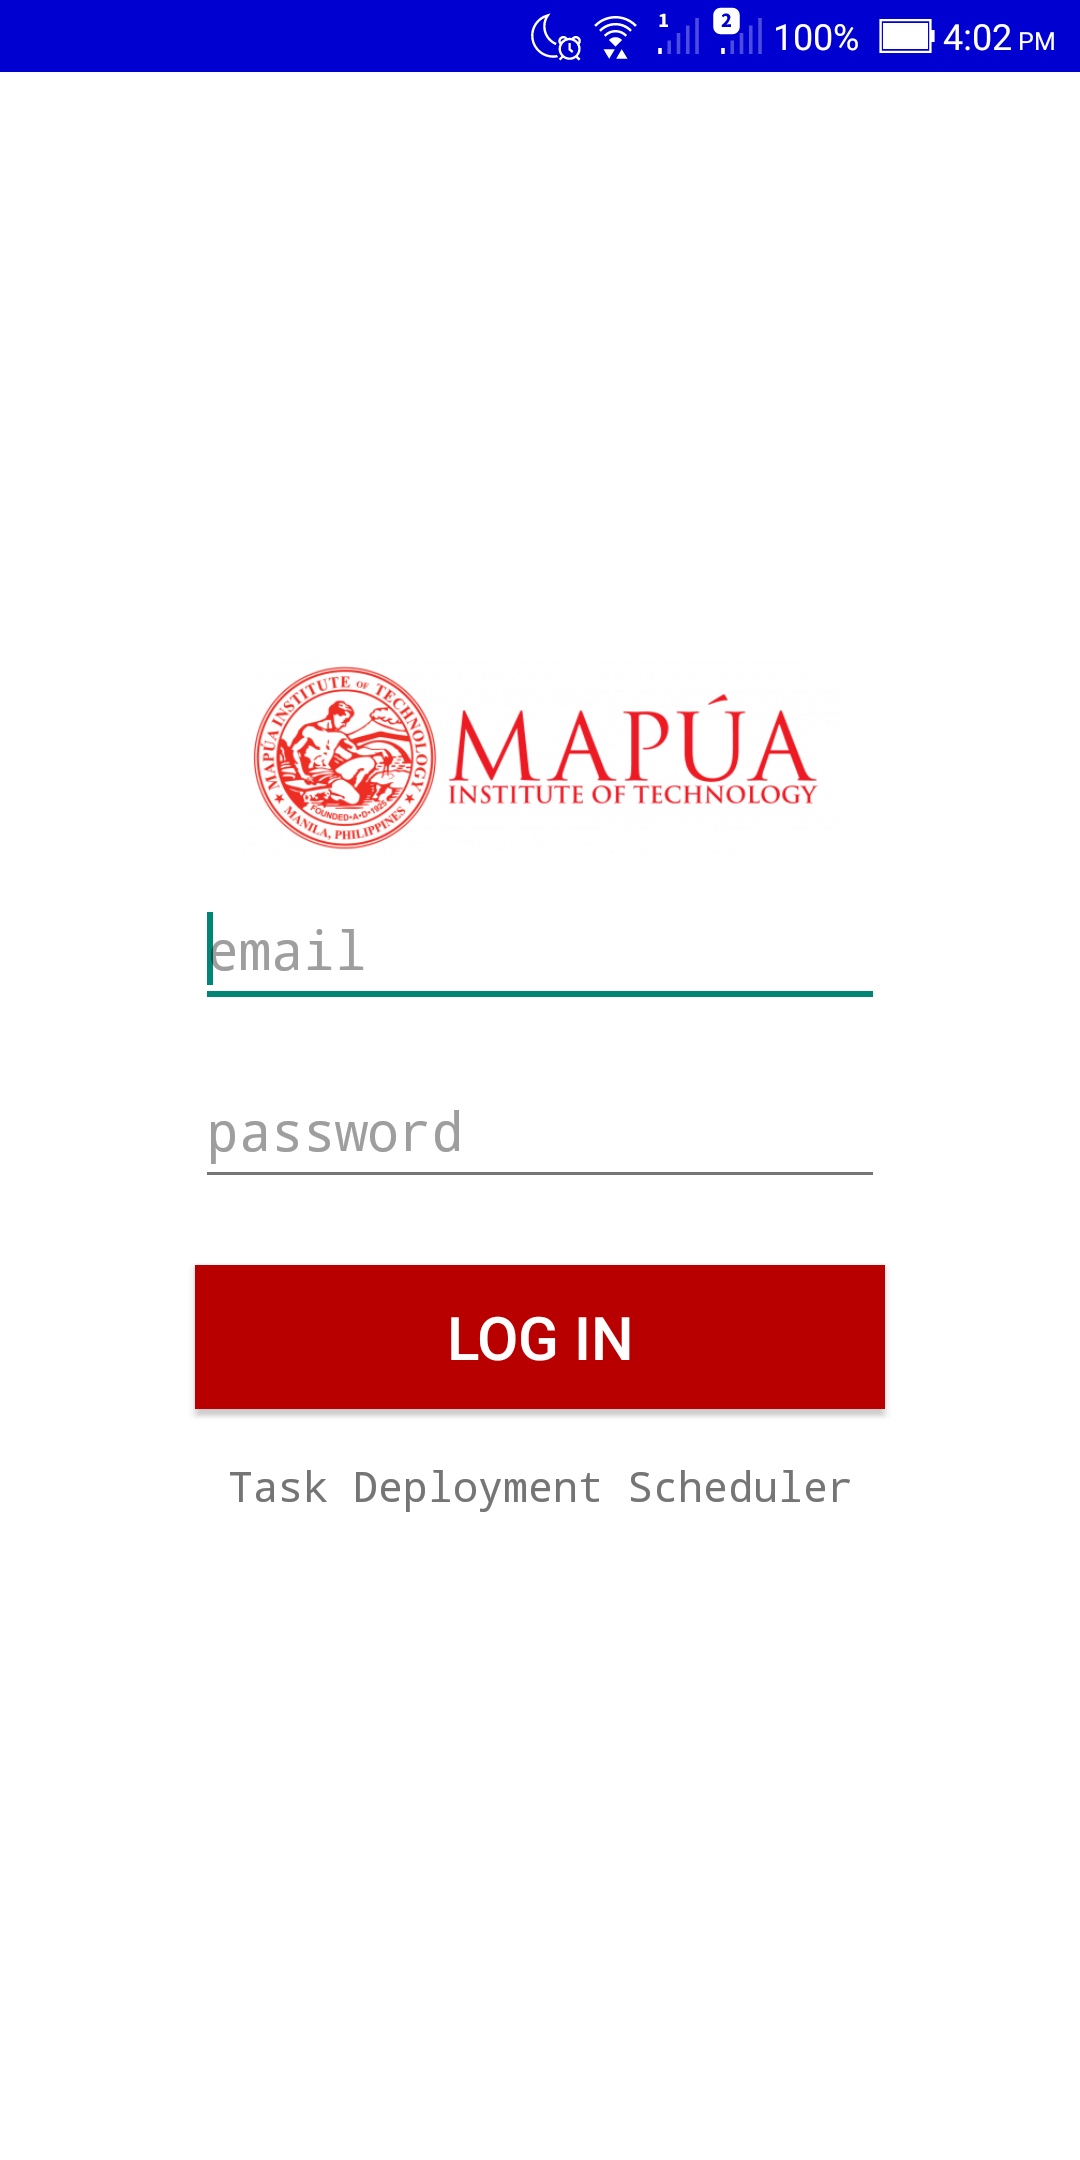 1 2 100% 4:02 PM
MAPÚA INSTITUTE OF TECHNOLOGY
FOUNDED•A•D•1925
MANILA, PHILIPPINES
MAPÚA
INSTITUTE OF TECHNOLOGY
email
password
LOG IN
Task Deployment Scheduler